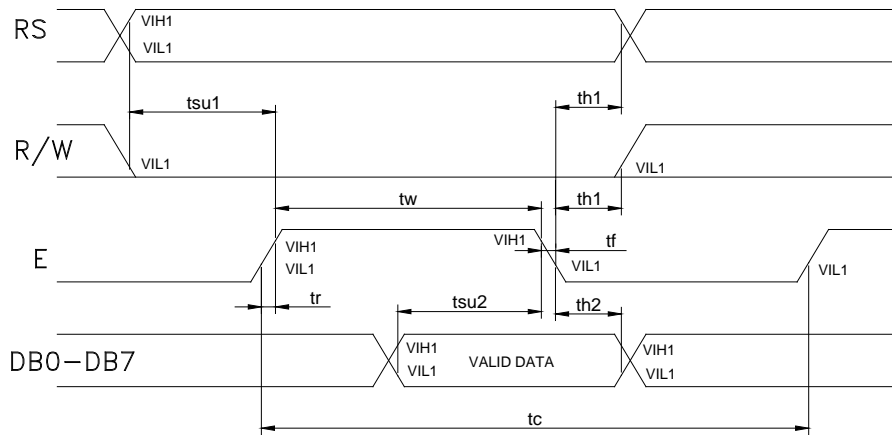 RS
VIH1
VIL1
tsu1
th1
R/W
VIL1
VIL1
tw
th1
E
VIH1
VIL1
VIH1
tf
VIL1
VIL1
tr
tsu2
th2
DB0-DB7
VIH1
VIL1
VALID DATA
VIH1
VIL1
tc